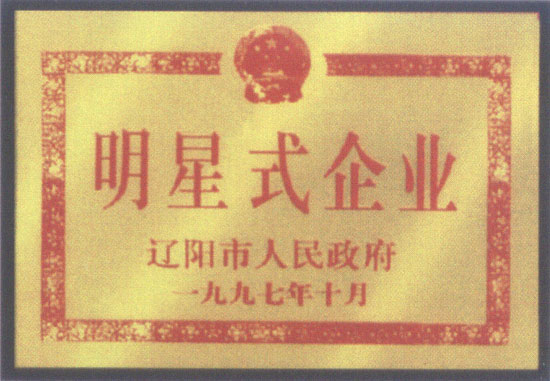 明星式企业
辽阳市人民政府
一九九七年十月